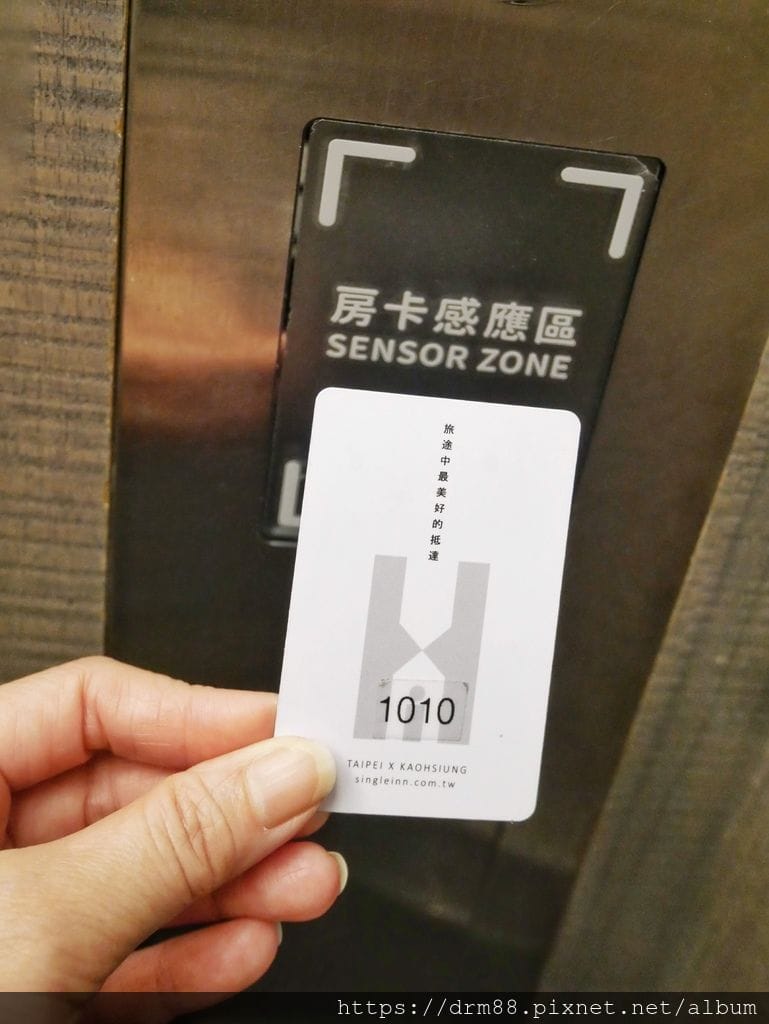 房卡感應區
SENSOR ZONE
旅途中最美好的抵達
1010
TAIPEI X KAOHSIUNG
singleinn.com.tw
https://drm88.pixnet.net/album